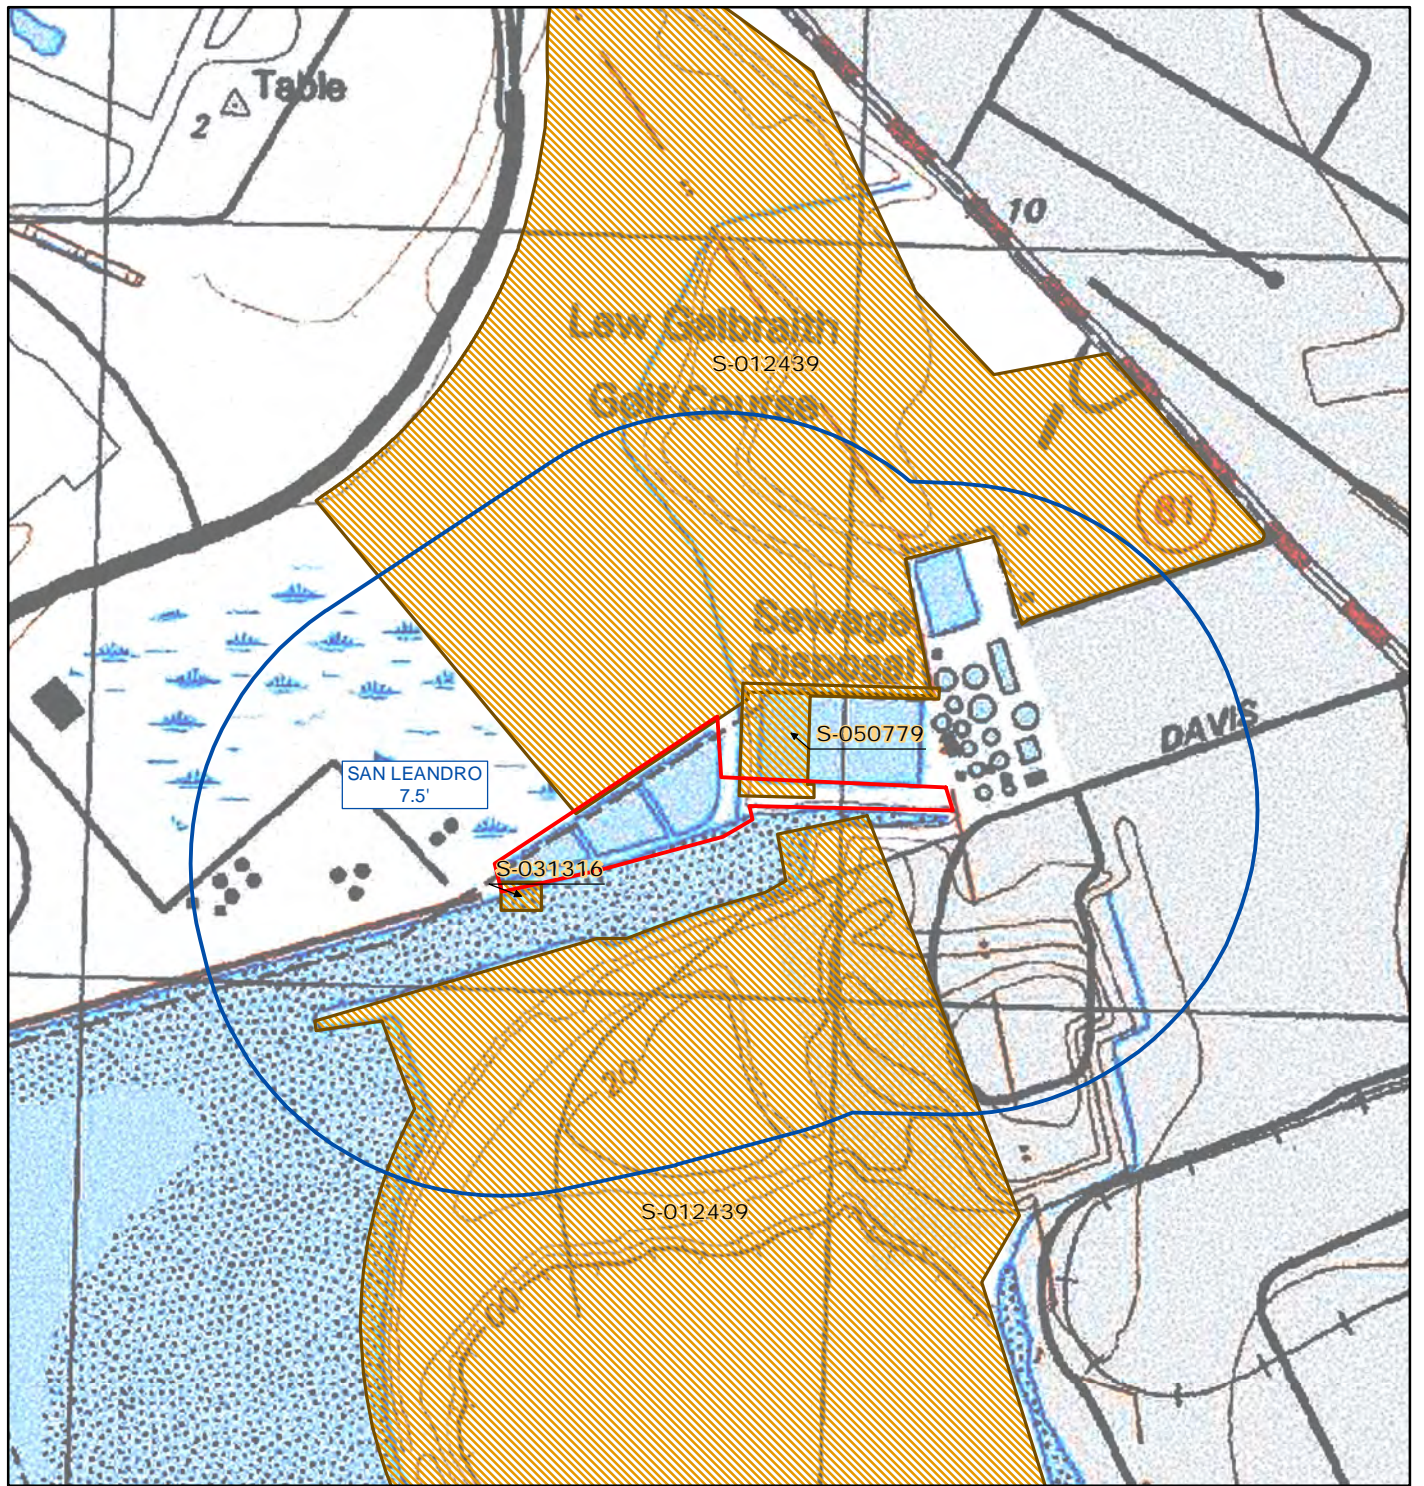 Table
2
10
Lew Galbraith
S-012439
Golf Course
61
Sewage
Disposal
S-050779
DAVIS
SAN LEANDRO
7.5'
S-031316
20
S-012439
00